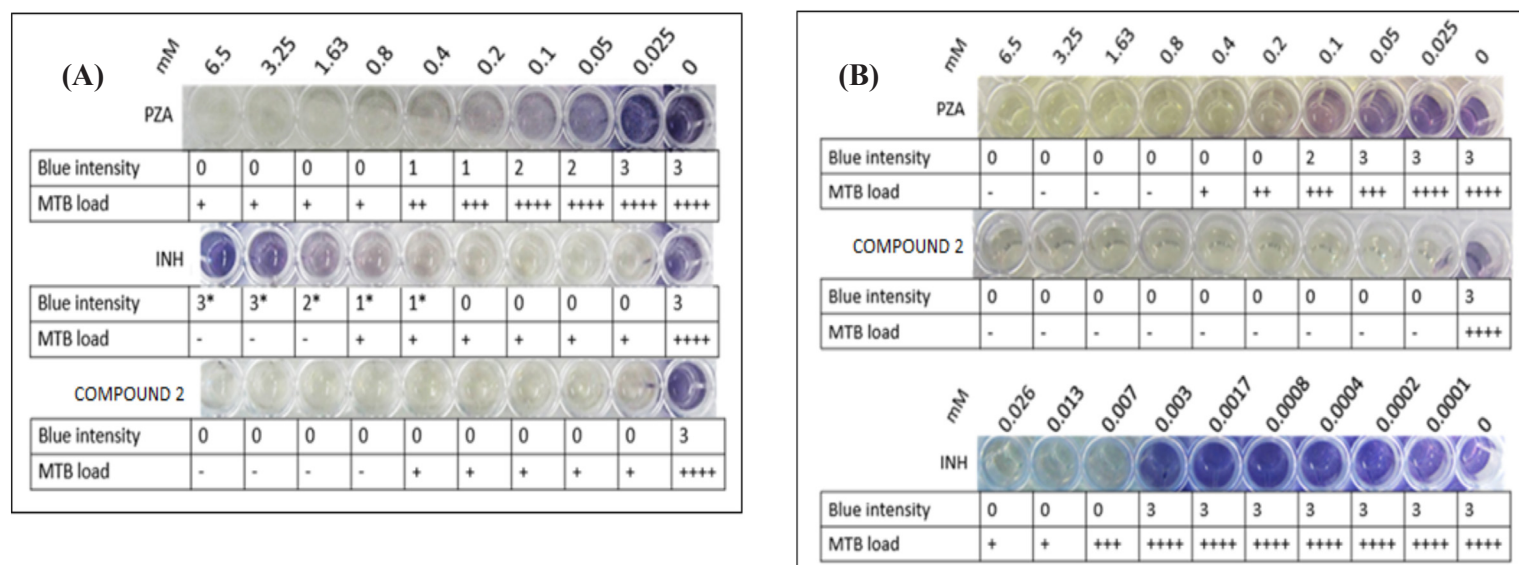 (A)
mM 6.5 3.25 1.63 0.8 0.4 0.2 0.1 0.05 0.025 0
PZA
Blue intensity 0 0 0 0 1 1 2 2 3 3
MTB load + + + + ++ +++ ++++ ++++ ++++ ++++
INH
Blue intensity 3* 3* 2* 1* 1* 0 0 0 0 3
MTB load - - - + + + + + + ++++
COMPOUND 2
Blue intensity 0 0 0 0 0 0 0 0 0 3
MTB load - - - - + + + + + ++++
(B)
mM 6.5 3.25 1.63 0.8 0.4 0.2 0.1 0.05 0.025 0
PZA
Blue intensity 0 0 0 0 0 0 2 3 3 3
MTB load - - - - + ++ +++ +++ ++++ ++++
COMPOUND 2
Blue intensity 0 0 0 0 0 0 0 0 0 3
MTB load - - - - - - - - - ++++
mM 0.026 0.013 0.007 0.003 0.0017 0.0008 0.0004 0.0002 0.0001 0
INH
Blue intensity 0 0 0 3 3 3 3 3 3 3
MTB load + + +++ ++++ ++++ ++++ ++++ ++++ ++++ ++++